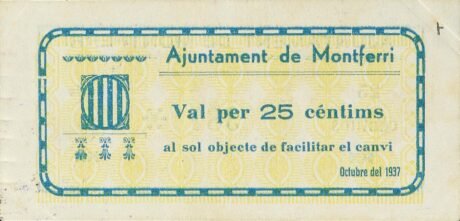 Ajuntament de Montferri
Val per 25 céntims
al sol objecte de facilitar el canvi
Octubre del 1937